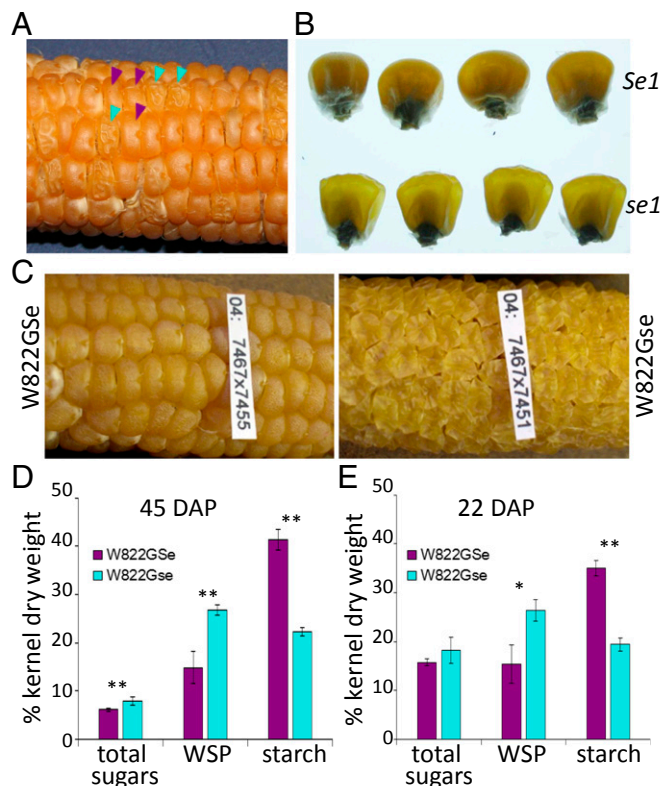 A
B
Se1
se1
C
W822GSe
04: 7467x7455
04: 7467x7451
W822GSe
D
45 DAP
% kernel dry weight
50
40
30
20
10
0
W822GSe
W822Gse
**
**
**
total sugars
WSP
starch
E
22 DAP
% kernel dry weight
50
40
30
20
10
0
W822GSe
W822Gse
*
**
total sugars
WSP
starch